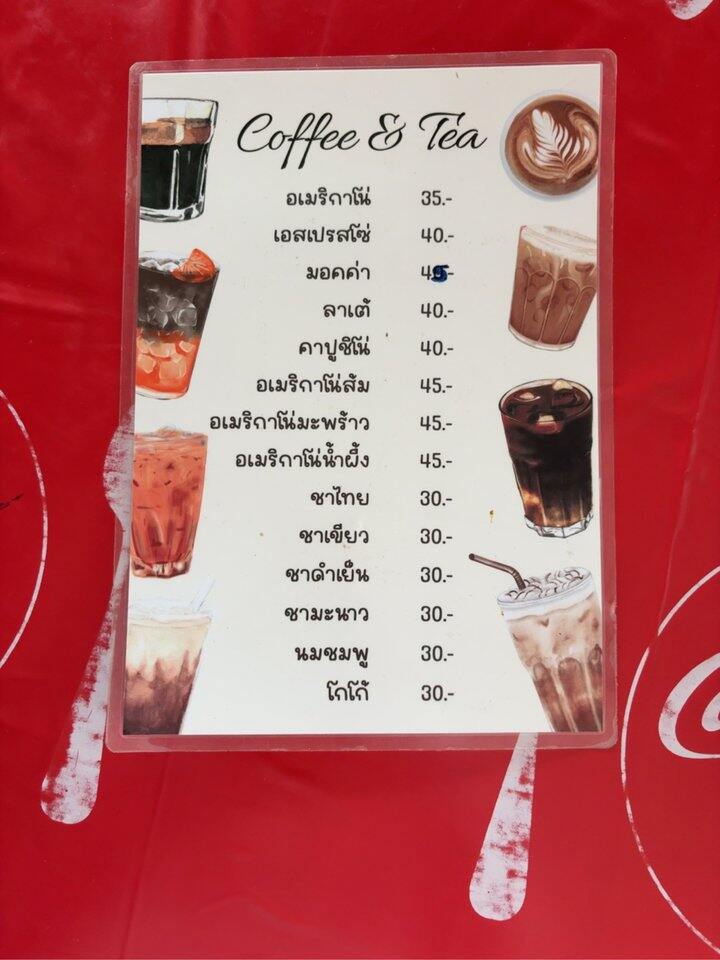 Coffee & Tea
อเมริกาโน่ 35.-
เอสเปรสโซ่ 40.-
มอคค่า 45-
ลาเต้ 40.-
คาปูชิโน่ 40.-
อเมริกาโน่ส้ม 45.-
อเมริกาโน่มะพร้าว 45.-
อเมริกาโน่น้ำผึ้ง 45.-
ชาไทย 30.-
ชาเขียว 30.-
ชาดำเย็น 30.-
ชามะนาว 30.-
นมชมพู 30.-
โกโก้ 30.-